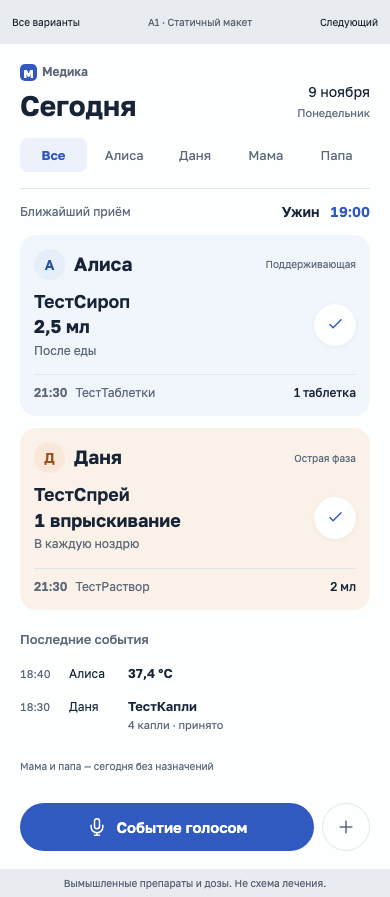 Все варианты
А1 · Статичный макет
Следующий
М Медика
Сегодня
9 ноября
Понедельник
Все
Алиса
Даня
Мама
Папа
Ближайший приём
Ужин 19:00
А Алиса
Поддерживающая
ТестСироп
2,5 мл
После еды
21:30 ТестТаблетки
1 таблетка
Д Даня
Острая фаза
ТестСпрей
1 впрыскивание
В каждую ноздрю
21:30 ТестРаствор
2 мл
Последние события
18:40 Алиса 37,4 °C
18:30 Даня ТестКапли
4 капли · принято
Мама и папа — сегодня без назначений
Событие голосом
Вымышленные препараты и дозы. Не схема лечения.